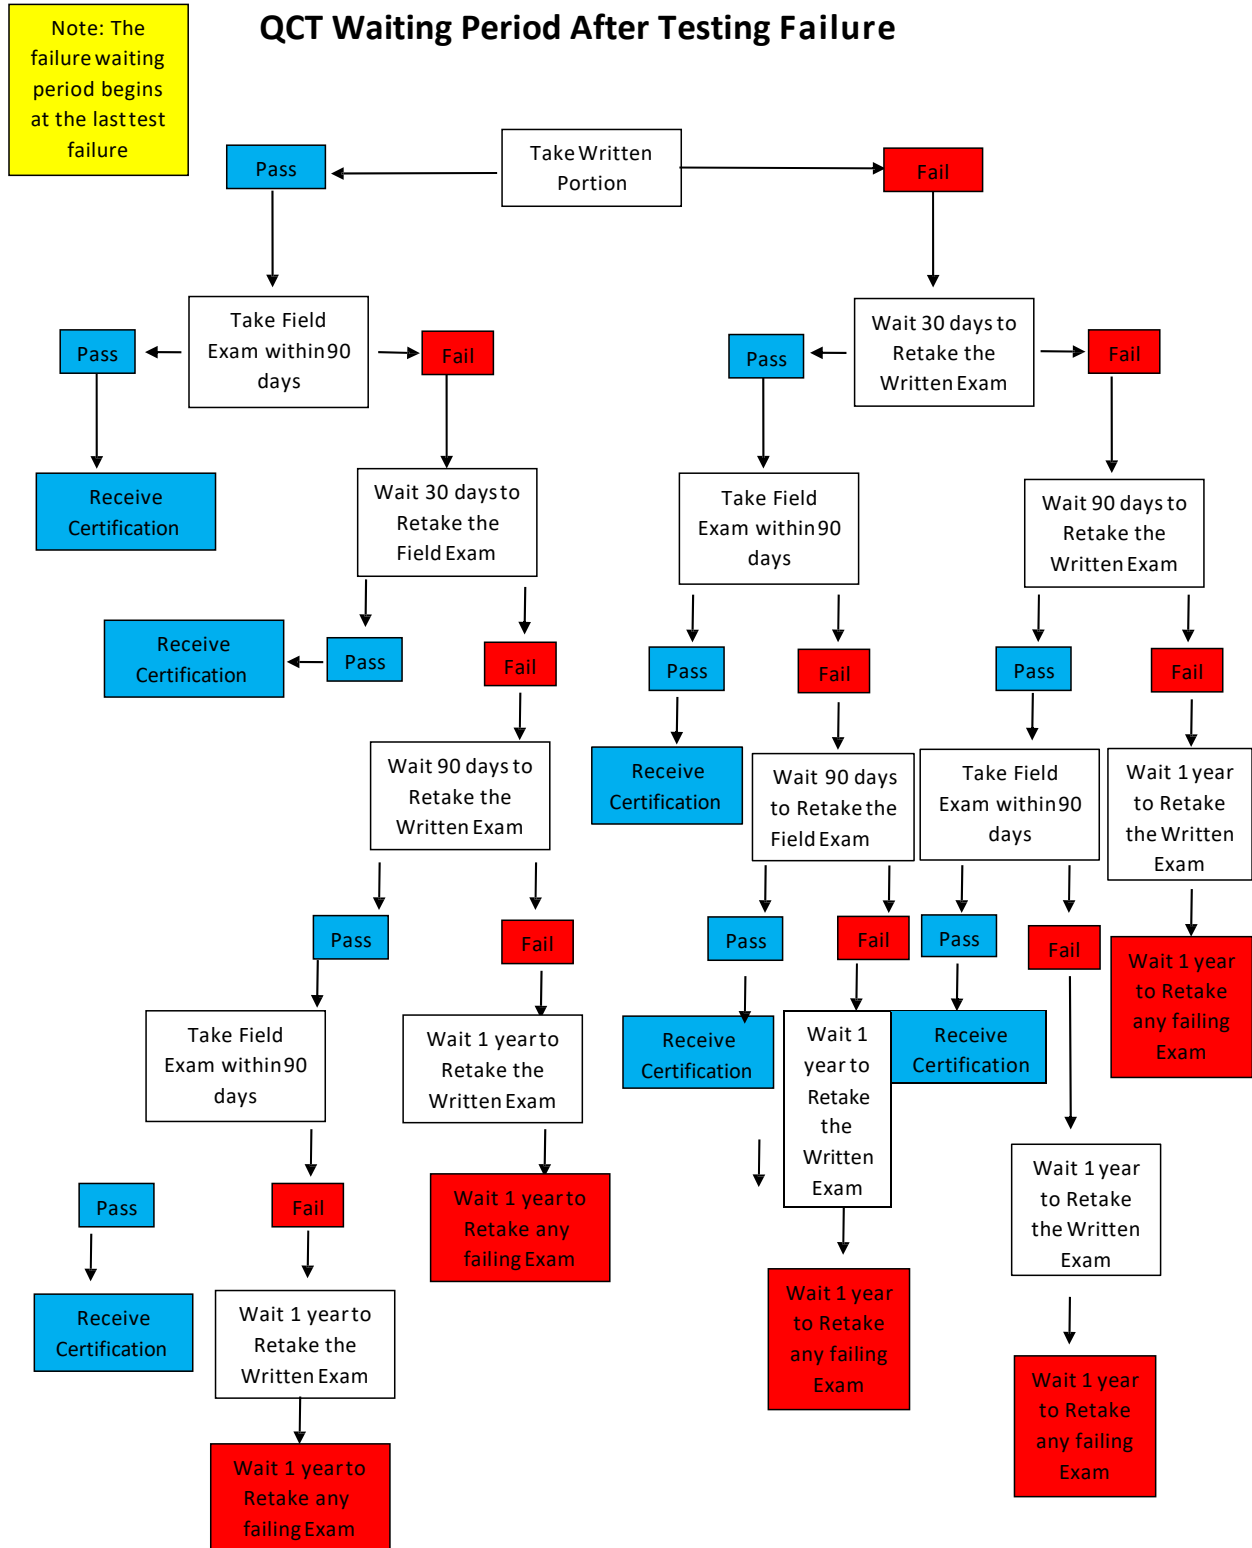 Note: The
failure waiting
period begins
at the last test
failure
QCT Waiting Period After Testing Failure
Take Written
Portion
Pass
Fail
Take Field
Exam within 90
days
Pass
Fail
Wait 30 days to
Retake the
Written Exam
Pass
Fail
Receive
Certification
Wait 30 days to
Retake the
Field Exam
Take Field
Exam within 90
days
Wait 90 days to
Retake the
Written Exam
Receive
Certification
Pass
Fail
Pass
Fail
Pass
Fail
Wait 90 days to
Retake the
Written Exam
Receive
Certification
Wait 90 days
to Retake the
Field Exam
Take Field
Exam within 90
days
Wait 1 year
to Retake
the Written
Exam
Pass
Fail
Pass
Fail
Pass
Fail
Wait 1 year
to Retake
any failing
Exam
Take Field
Exam within 90
days
Wait 1 year to
Retake the
Written Exam
Receive
Certification
Wait 1
year to
Retake
the
Written
Exam
Receive
Certification
Pass
Fail
Wait 1 year to
Retake any
failing Exam
Wait 1 year
to Retake
the Written
Exam
Receive
Certification
Wait 1 year to
Retake the
Written Exam
Wait 1 year
to Retake
any failing
Exam
Wait 1 year
to Retake
any failing
Exam
Wait 1 year to
Retake any
failing Exam